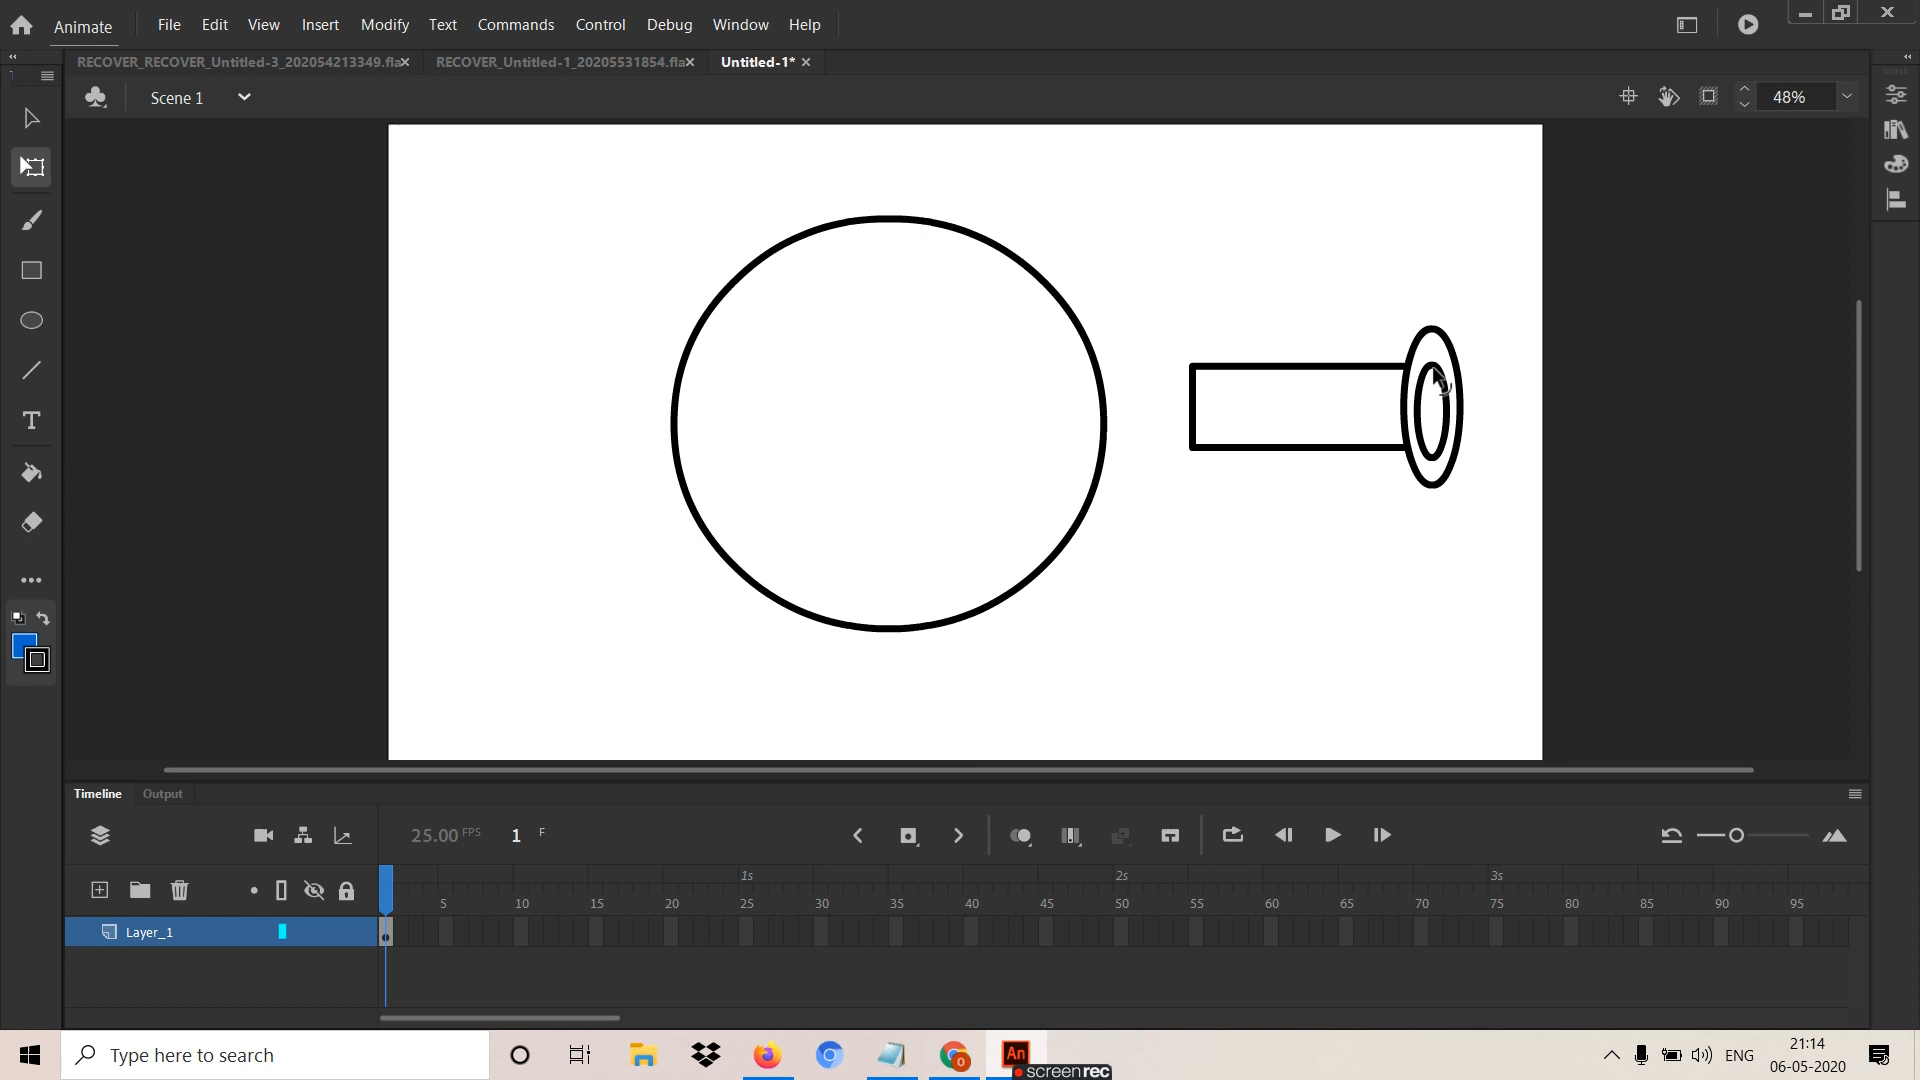 Animate File Edit View Insert Modify Text Commands Control Debug Window Help
RECOVER_RECOVER_Untitled-3_202054213349.fla RECOVER_Untitled-1_20205531854.fla Untitled-1*
Scene 1 48%
T
Timeline Output
25.00 FPS 1 F
1s 2s 3s
5 10 15 20 25 30 35 40 45 50 55 60 65 70 75 80 85 90 95
Layer_1
Type here to search An ENG 21:14
06-05-2020
screenrec